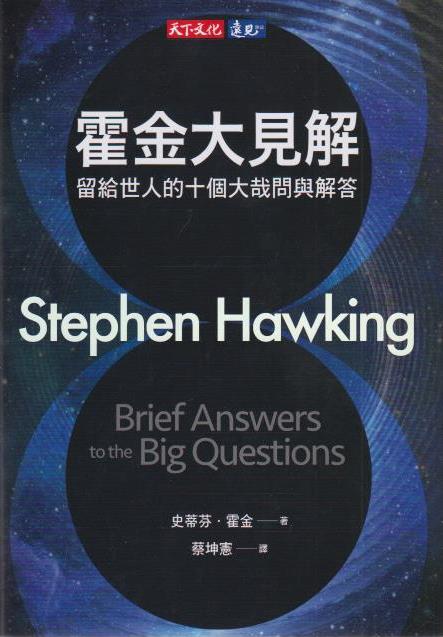 天下文化 遠見
霍金大見解
留給世人的十個大哉問與解答
Stephen Hawking
Brief Answers
to the Big Questions
史蒂芬・霍金——著
蔡坤憲——譯